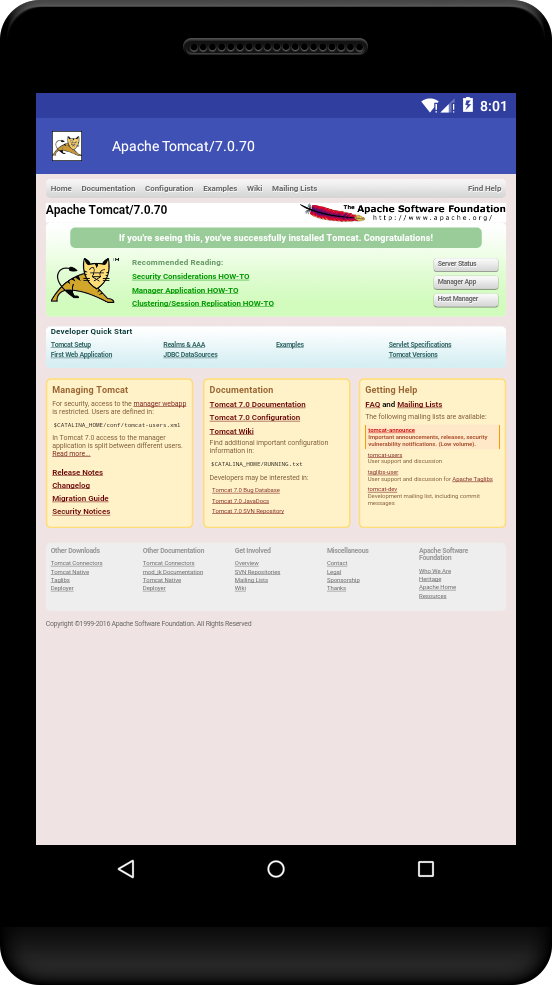 8:01
Apache Tomcat/7.0.70
Home Documentation Configuration Examples Wiki Mailing Lists Find Help
Apache Tomcat/7.0.70
The Apache Software Foundation
http://www.apache.org/
If you're seeing this, you've successfully installed Tomcat. Congratulations!
TM
Recommended Reading:
Security Considerations HOW-TO
Manager Application HOW-TO
Clustering/Session Replication HOW-TO
Server Status
Manager App
Host Manager
Developer Quick Start
Tomcat Setup
First Web Application
Realms & AAA
JDBC DataSources
Examples
Servlet Specifications
Tomcat Versions
Managing Tomcat
For security, access to the manager webapp
is restricted. Users are defined in:
$CATALINA_HOME/conf/tomcat-users.xml
In Tomcat 7.0 access to the manager
application is split between different users.
Read more...
Release Notes
Changelog
Migration Guide
Security Notices
Documentation
Tomcat 7.0 Documentation
Tomcat 7.0 Configuration
Tomcat Wiki
Find additional important configuration
information in:
$CATALINA_HOME/RUNNING.txt
Developers may be interested in:
Tomcat 7.0 Bug Database
Tomcat 7.0 JavaDocs
Tomcat 7.0 SVN Repository
Getting Help
FAQ and Mailing Lists
The following mailing lists are available:
tomcat-announce
Important announcements, releases, security
vulnerability notifications. (Low volume).
tomcat-users
User support and discussion
taglibs-user
User support and discussion for Apache Taglibs
tomcat-dev
Development mailing list, including commit
messages
Other Downloads
Tomcat Connectors
Tomcat Native
Taglibs
Deployer
Other Documentation
Tomcat Connectors
mod_jk Documentation
Tomcat Native
Deployer
Get Involved
Overview
SVN Repositories
Mailing Lists
Wiki
Miscellaneous
Contact
Legal
Sponsorship
Thanks
Apache Software
Foundation
Who We Are
Heritage
Apache Home
Resources
Copyright ©1999-2016 Apache Software Foundation. All Rights Reserved